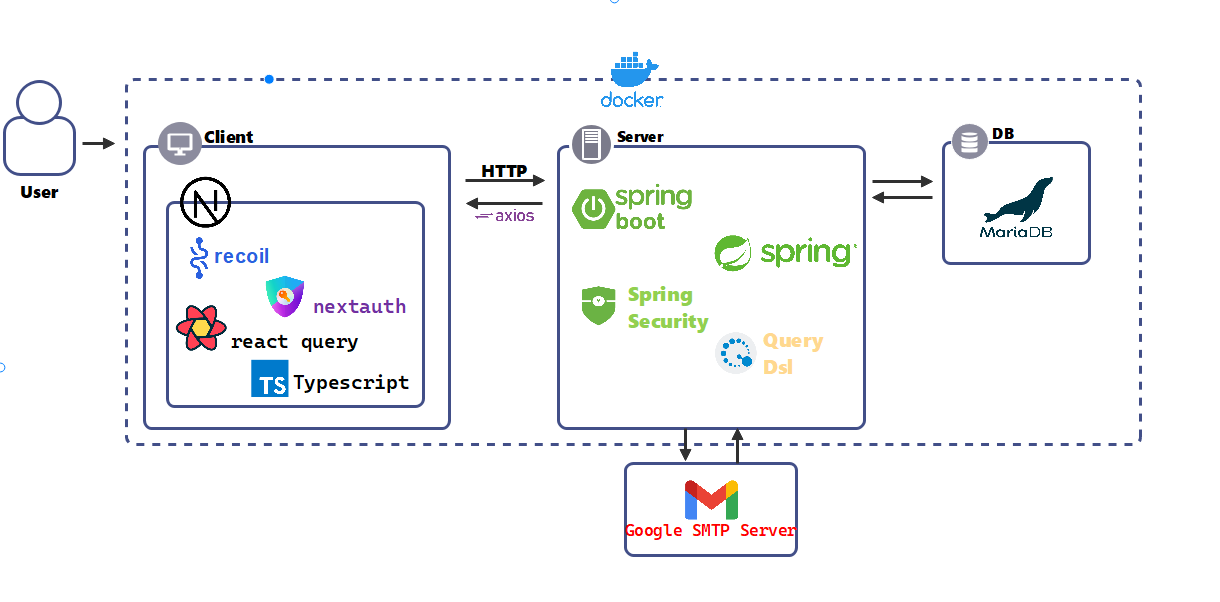 docker
Client
Server
DB
User
HTTP
axios
N
recoil
nextauth
react query
TS
Typescript
spring
boot
spring
Spring
Security
Query
Dsl
MariaDB
Google SMTP Server